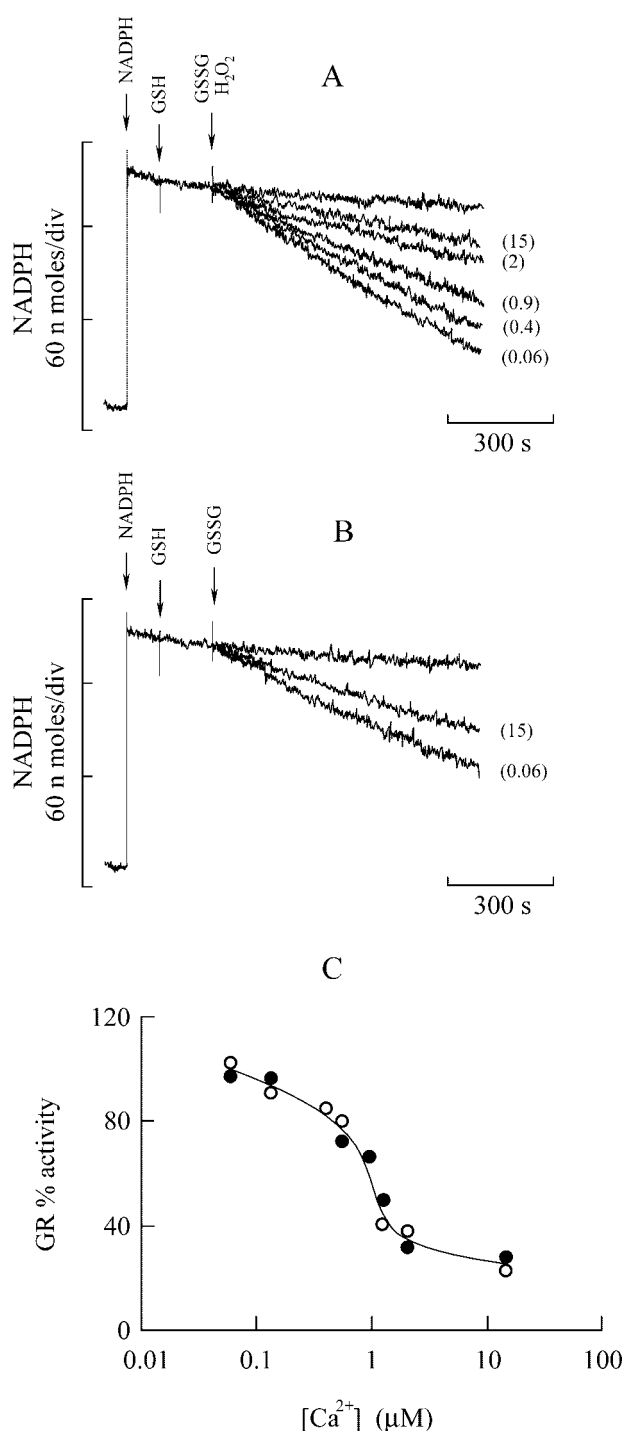 NADPH
GSH
GSSG
H₂O₂
A
NADPH
60 n moles/div
(15)
(2)
(0.9)
(0.4)
(0.06)
300 s
NADPH
GSH
GSSG
B
NADPH
60 n moles/div
(15)
(0.06)
300 s
C
GR % activity
120
80
40
0
0.01 0.1 1 10 100
[Ca²⁺] (μM)